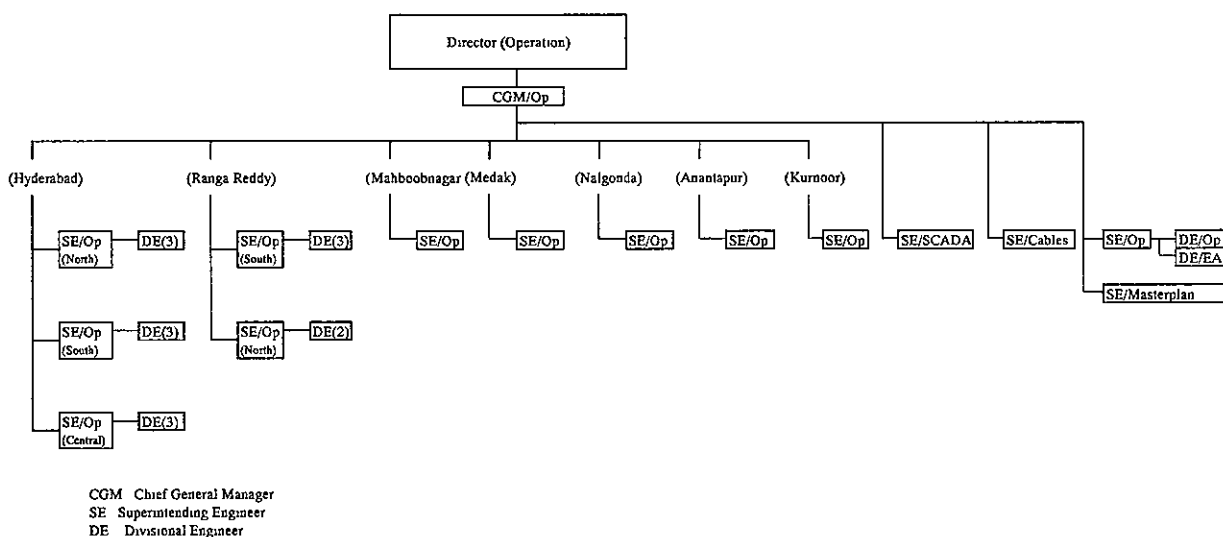 Director (Operation)
CGM/Op
(Hyderabad) (Ranga Reddy) (Mahboobnagar (Medak) (Nalgonda) (Anantapur) (Kurnoor)
SE/Op (North) DE(3) SE/Op (South) DE(3) SE/Op SE/Op SE/Op SE/Op SE/Op SE/SCADA SE/Cables SE/Op DE/Op
DE/EA
SE/Masterplan
SE/Op (South) DE(3) SE/Op (North) DE(2)
SE/Op (Central) DE(3)
CGM Chief General Manager
SE Superintending Engineer
DE Divisional Engineer